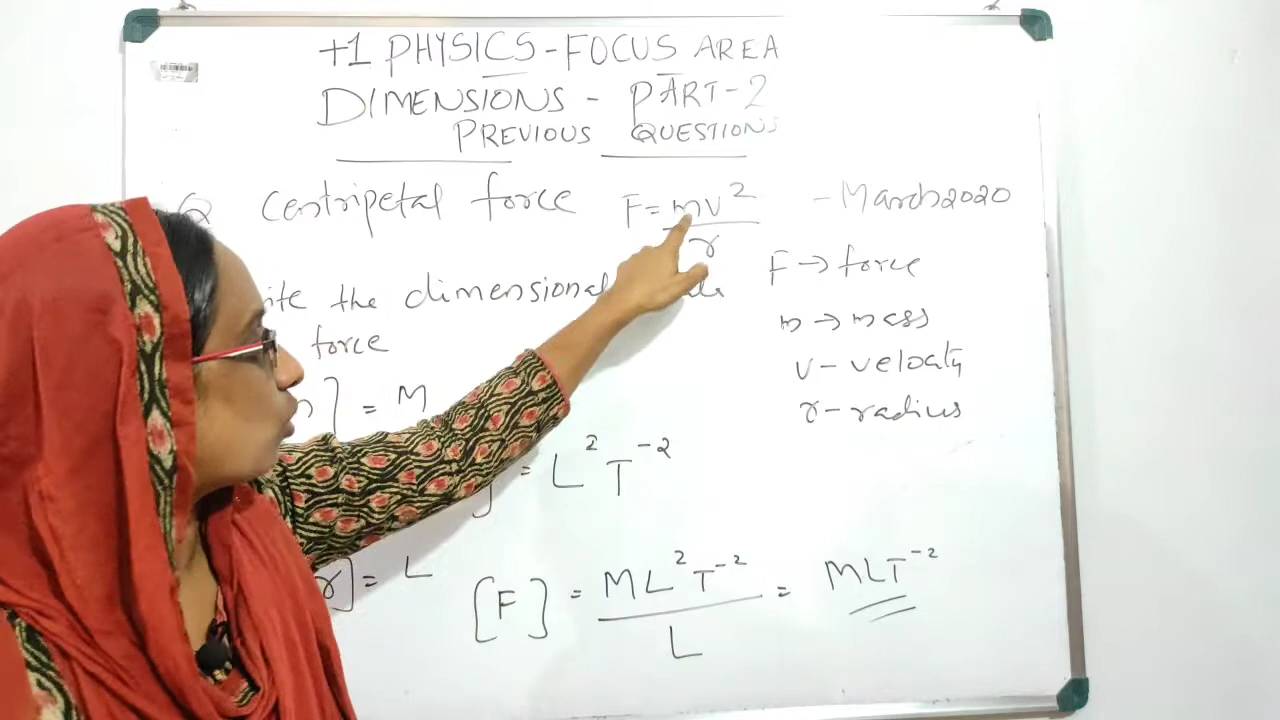 +1 PHYSICS - FOCUS AREA
DIMENSIONS - PART-2
PREVIOUS QUESTIONS
Q Centripetal force F = mv²/r - March 2020
the dimensional
force
F → force
m → mass
v - velocity
r - radius
] = M
= L² T⁻²
r] = L
[F] = ML²T⁻²/L = MLT⁻²